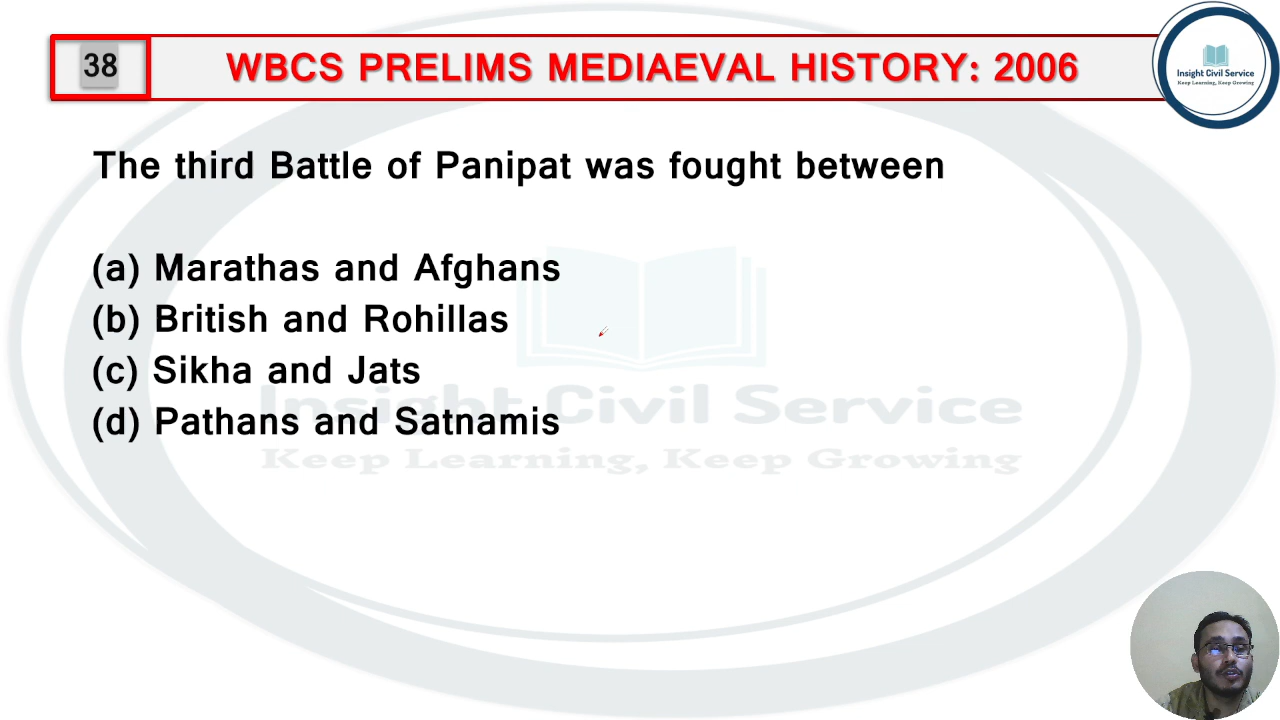 38
WBCS PRELIMS MEDIAEVAL HISTORY: 2006
Insight Civil Service
Keep Learning, Keep Growing
The third Battle of Panipat was fought between
(a) Marathas and Afghans
(b) British and Rohillas
(c) Sikha and Jats
(d) Pathans and Satnamis
Insight Civil Service
Keep Learning, Keep Growing